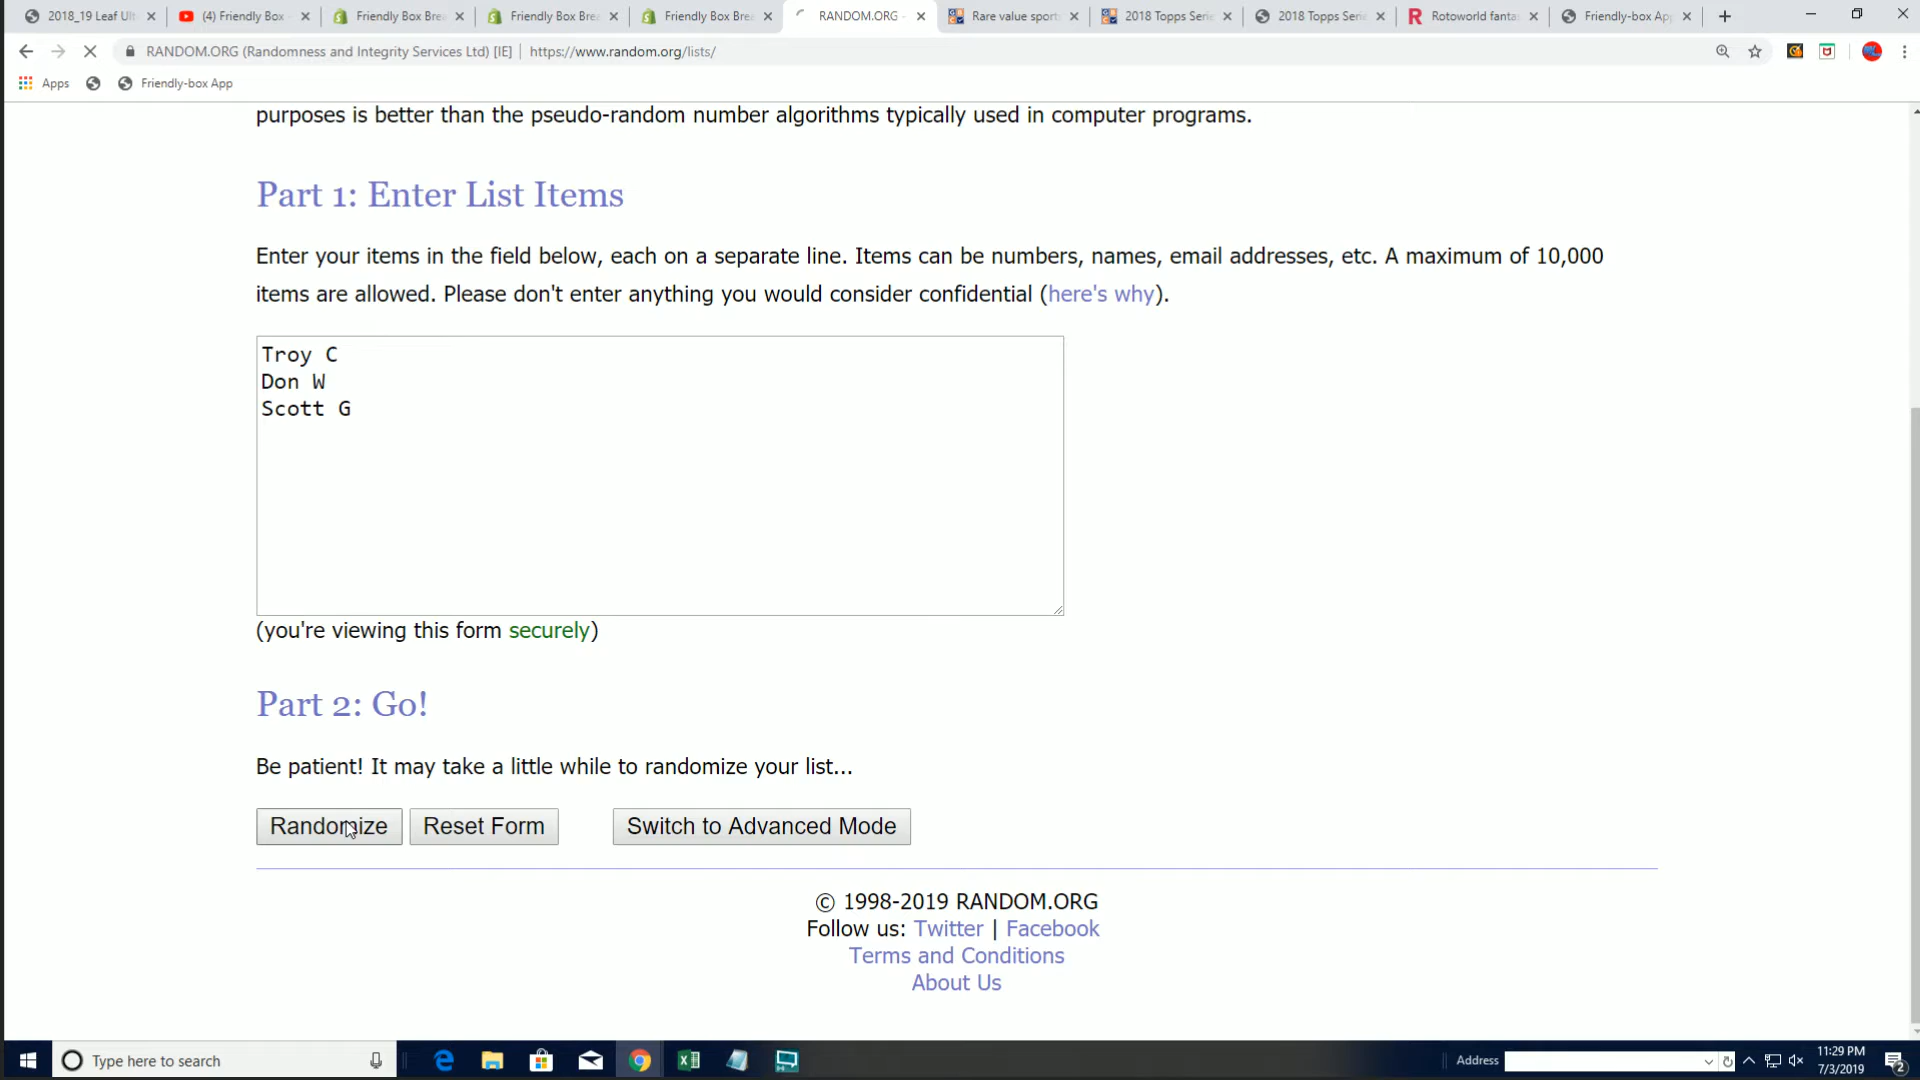 2018_19 Leaf Ult
(4) Friendly Box
Friendly Box Bre
Friendly Box Bre
Friendly Box Bre
RANDOM.ORG -
Rare value sport
2018 Topps Serie
2018 Topps Serie
Rotoworld fanta
Friendly-box App
RANDOM.ORG (Randomness and Integrity Services Ltd) [IE] | https://www.random.org/lists/
Apps
Friendly-box App
purposes is better than the pseudo-random number algorithms typically used in computer programs.
Part 1: Enter List Items
Enter your items in the field below, each on a separate line. Items can be numbers, names, email addresses, etc. A maximum of 10,000
items are allowed. Please don't enter anything you would consider confidential (here's why).
Troy C
Don W
Scott G
(you're viewing this form securely)
Part 2: Go!
Be patient! It may take a little while to randomize your list...
Randomize Reset Form Switch to Advanced Mode
© 1998-2019 RANDOM.ORG
Follow us: Twitter | Facebook
Terms and Conditions
About Us
Type here to search
Address
11:29 PM
7/3/2019
2